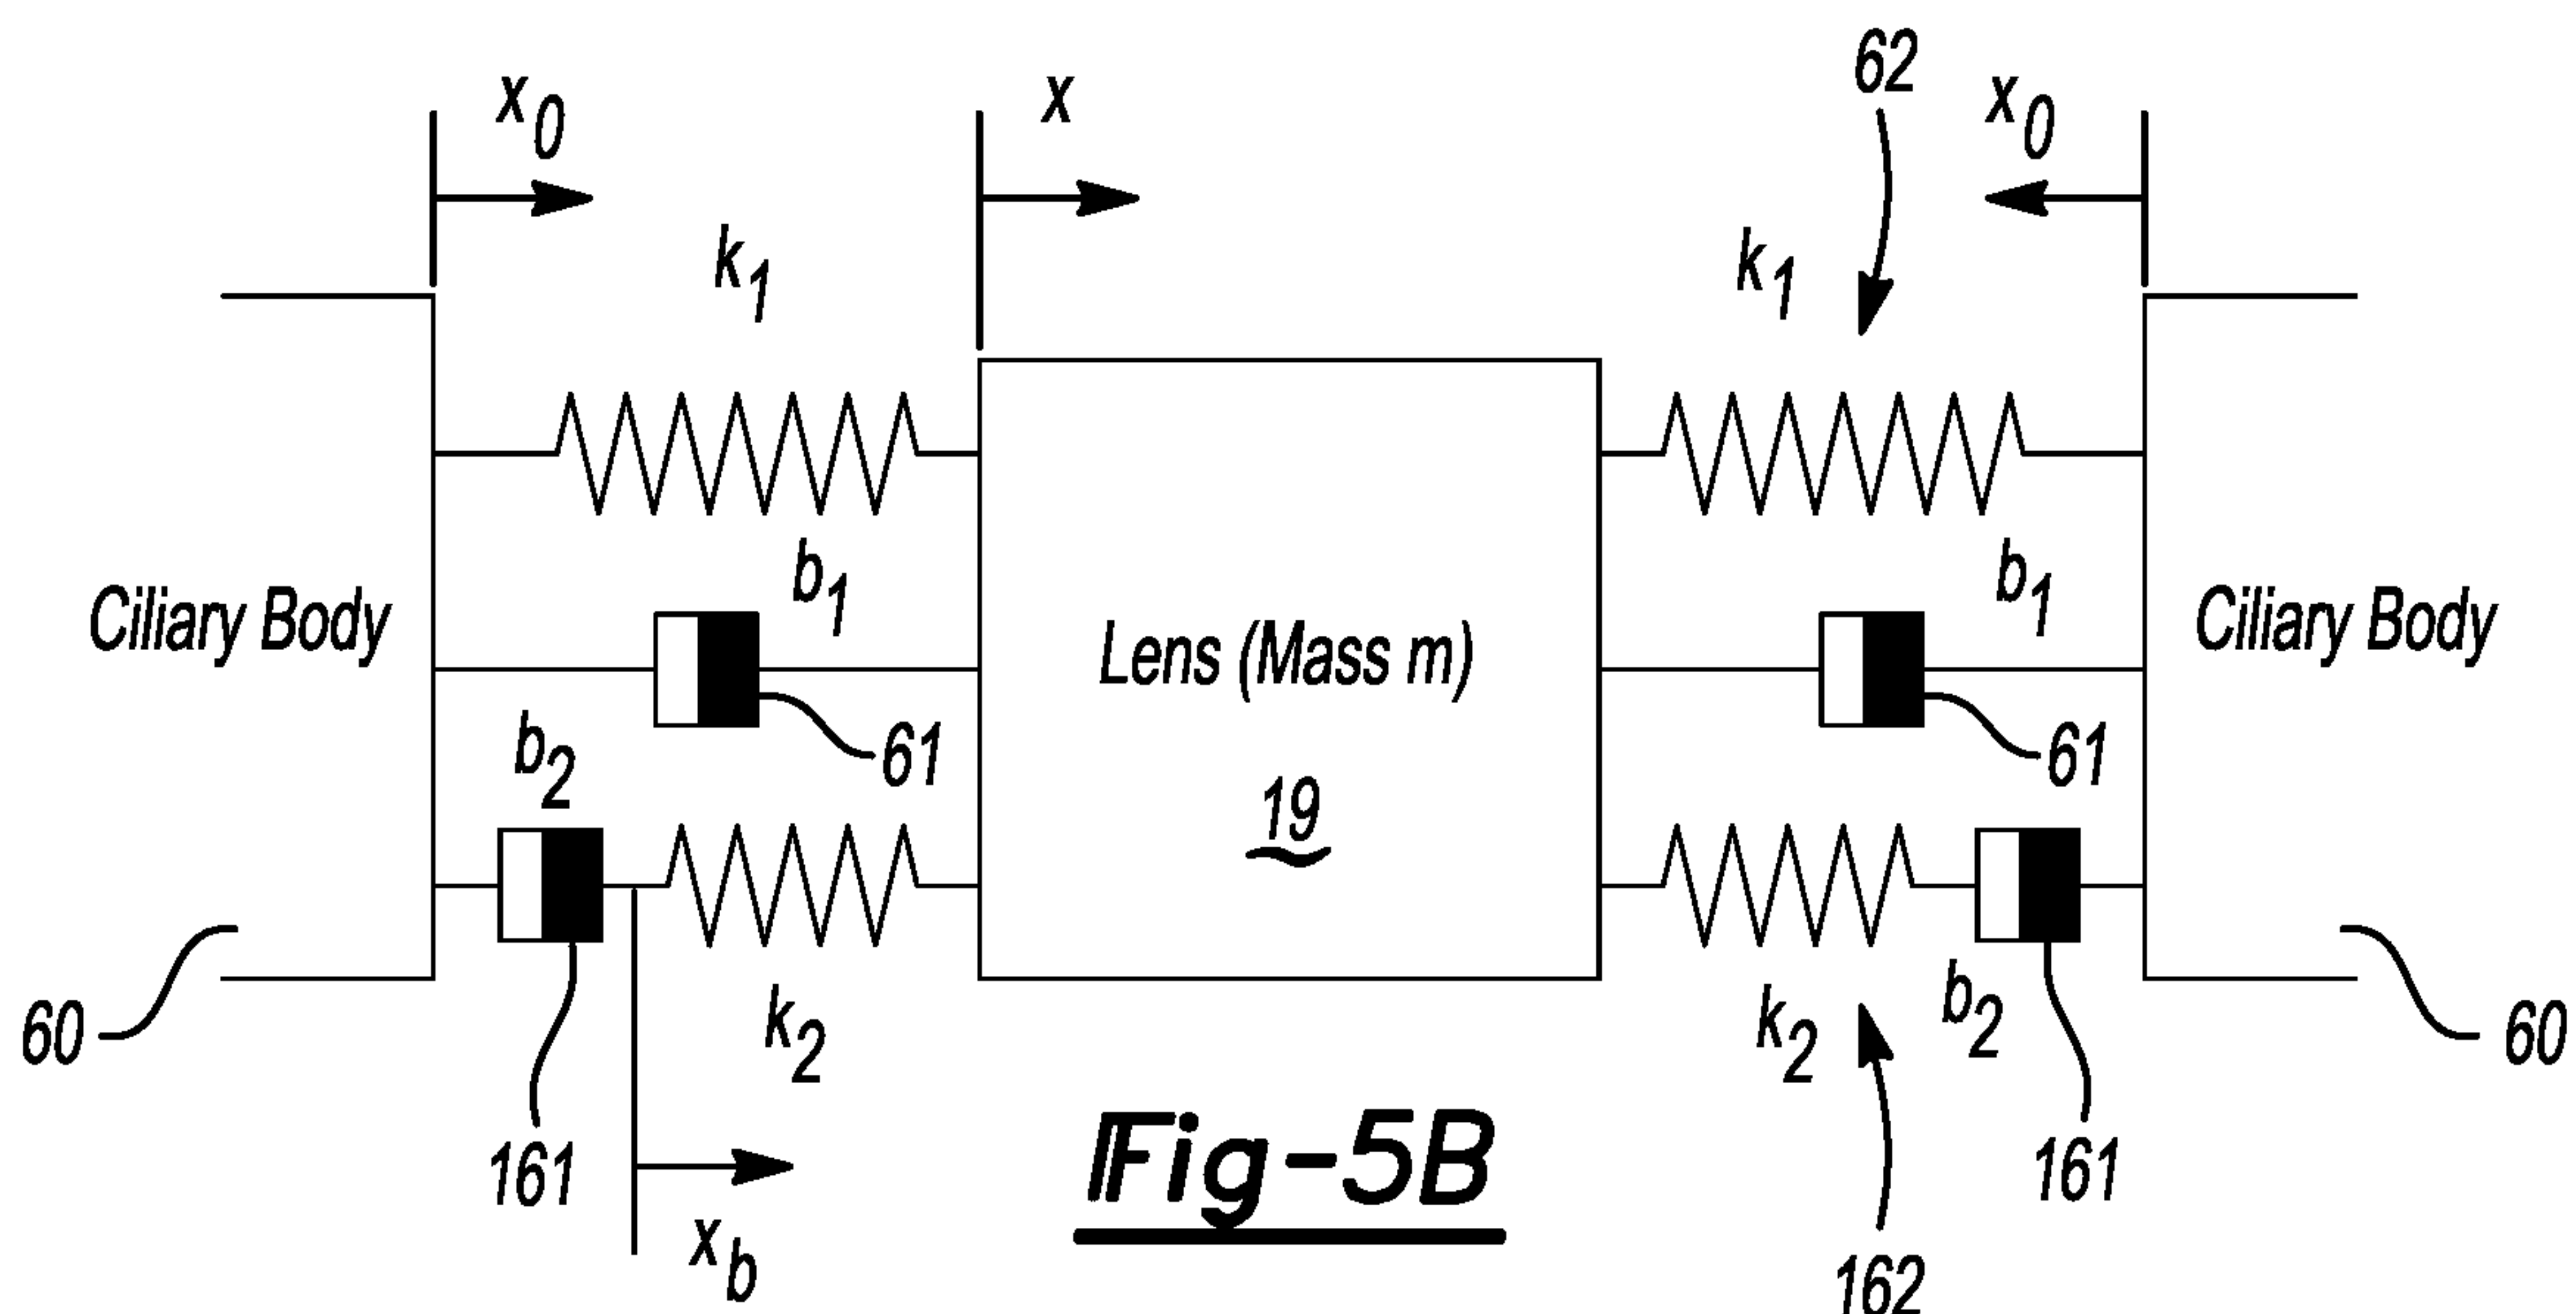 62
x0 x x0
k1 k1
b1 b1
Ciliary Body Lens (Mass m) Ciliary Body
b2 61 61
19
k2 k2 b2
60 60
161 161
xb
Fig-5B
162